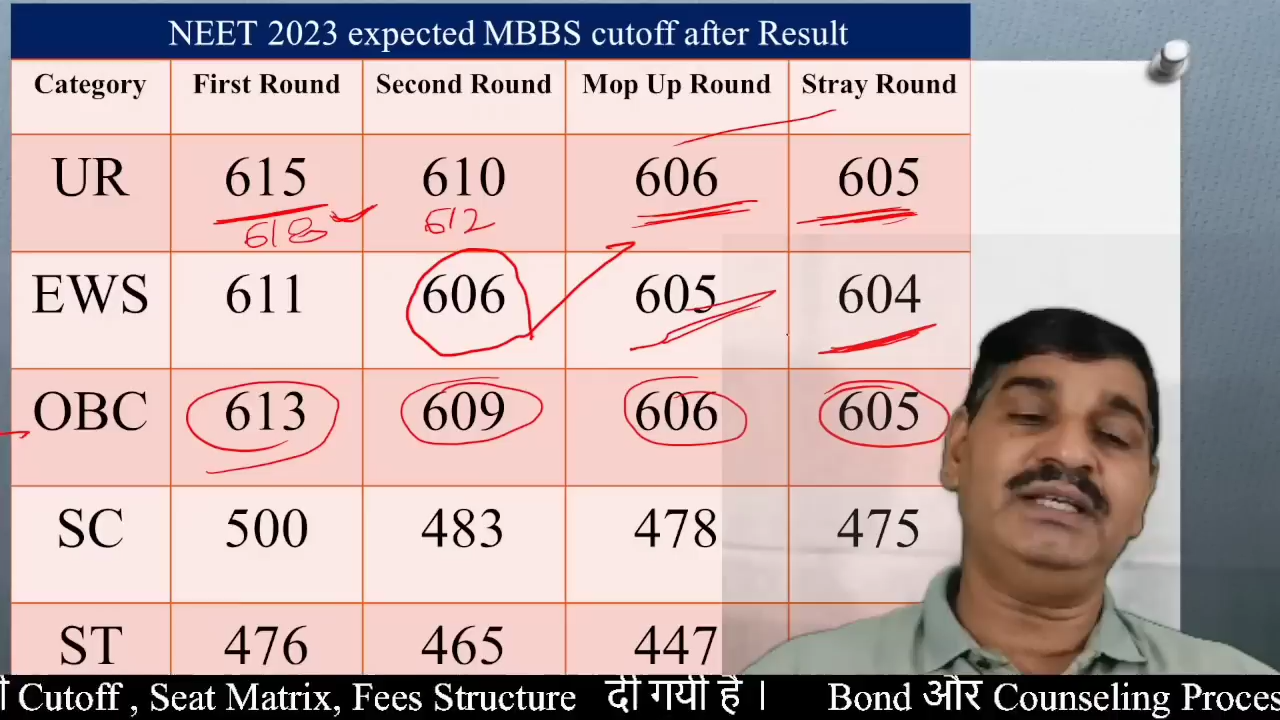 NEET 2023 expected MBBS cutoff after Result
Category First Round Second Round Mop Up Round Stray Round
UR 615 610 606 605
618 612
EWS 611 606 605 604
OBC 613 609 606 605
SC 500 483 478 475
ST 476 465 447
Cutoff , Seat Matrix, Fees Structure दी गयी है । Bond और Counseling Proces